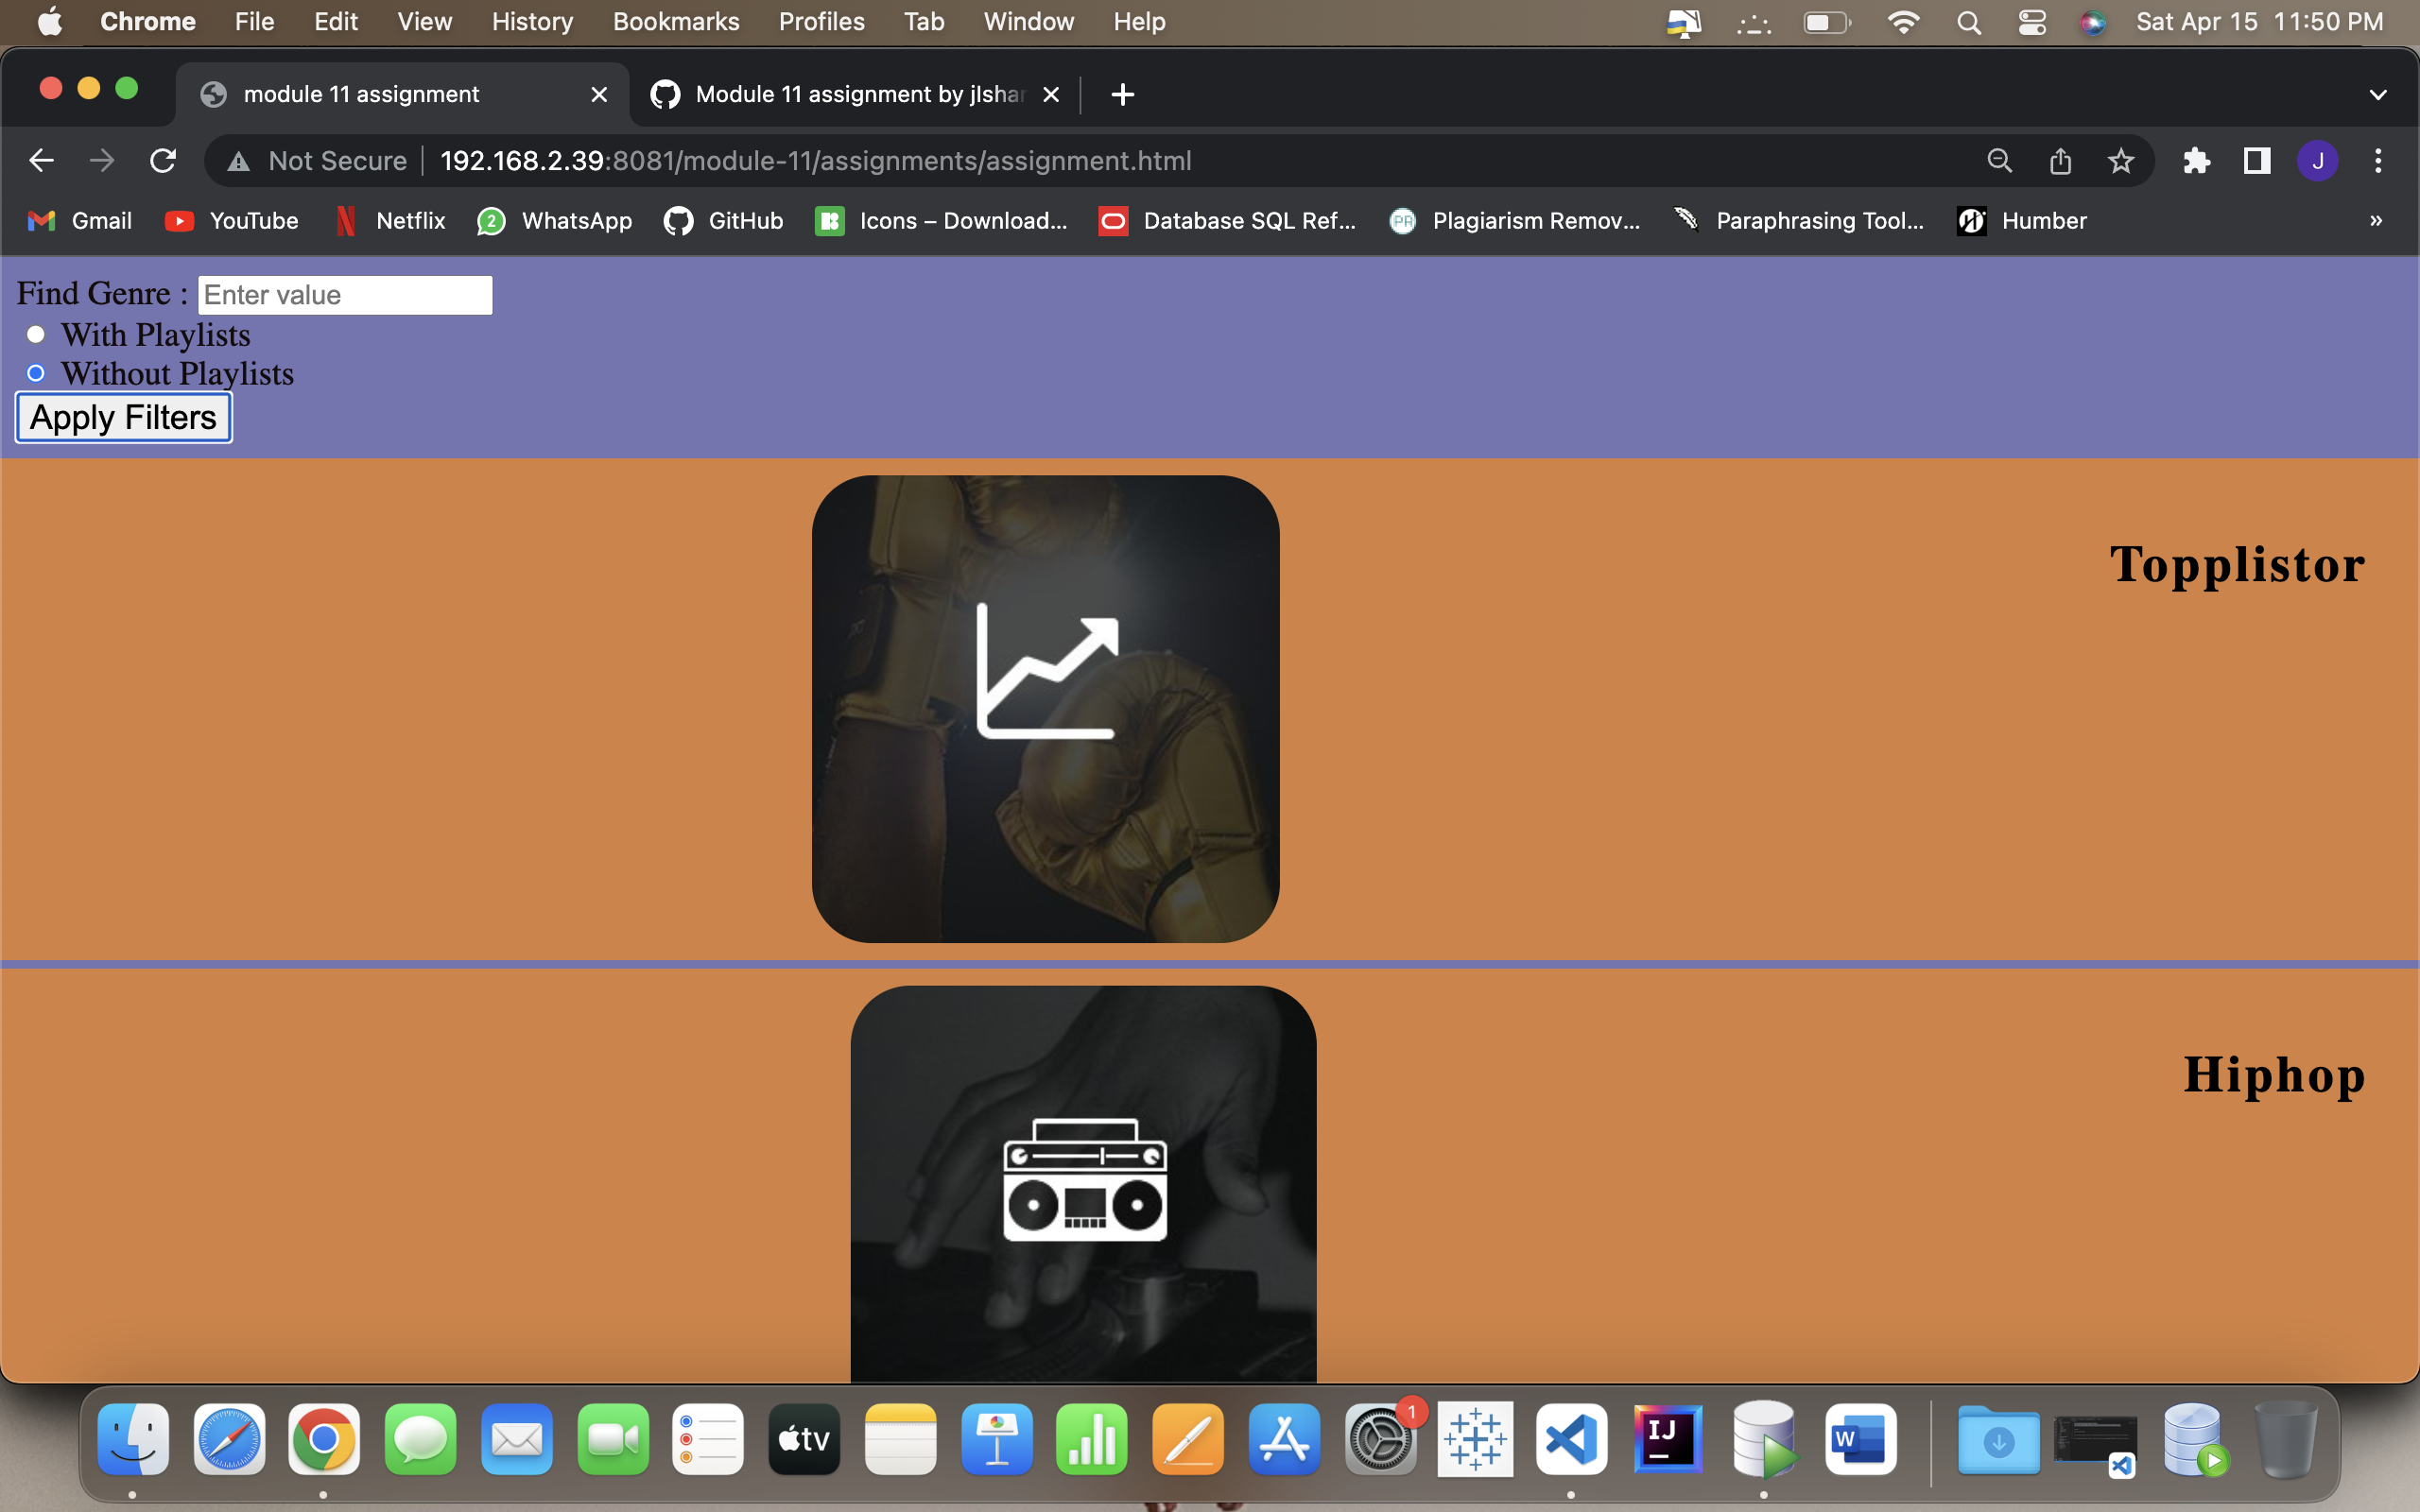 Chrome File Edit View History Bookmarks Profiles Tab Window Help Sat Apr 15 11:50 PM
module 11 assignment Module 11 assignment by jlshar
Not Secure 192.168.2.39:8081/module-11/assignments/assignment.html J
Gmail YouTube N Netflix 2 WhatsApp GitHub Icons – Download... Database SQL Ref... PR Plagiarism Remov... Paraphrasing Tool... Humber »
Find Genre : Enter value
With Playlists
Without Playlists
Apply Filters
Topplistor
Hiphop
tv 1 IJ W